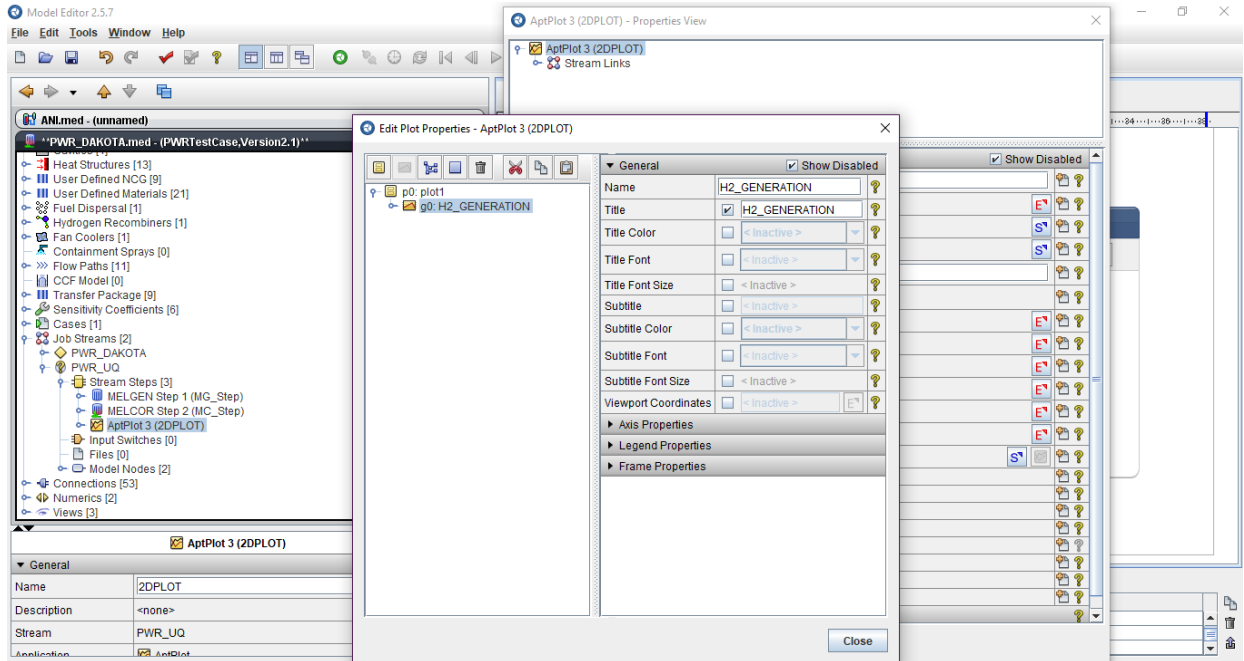 Model Editor 2.5.7
File Edit Tools Window Help
ANI.med - (unnamed)
**PWR_DAKOTA.med - (PWRTestCase,Version2.1)**
Heat Structures [13]
User Defined NCG [9]
User Defined Materials [21]
Fuel Dispersal [1]
Hydrogen Recombiners [1]
Fan Coolers [1]
Containment Sprays [0]
Flow Paths [11]
CCF Model [0]
Transfer Package [9]
Sensitivity Coefficients [6]
Cases [1]
Job Streams [2]
PWR_DAKOTA
PWR_UQ
Stream Steps [3]
MELGEN Step 1 (MG_Step)
MELCOR Step 2 (MC_Step)
AptPlot 3 (2DPLOT)
Input Switches [0]
Files [0]
Model Nodes [2]
Connections [53]
Numerics [2]
Views [3]
AptPlot 3 (2DPLOT)
General
Name 2DPLOT
Description <none>
Stream PWR_UQ
Application AptPlot
AptPlot 3 (2DPLOT) - Properties View
AptPlot 3 (2DPLOT)
Stream Links
Show Disabled
34 36 38
Edit Plot Properties - AptPlot 3 (2DPLOT)
p0: plot1
g0: H2_GENERATION
General Show Disabled
Name H2_GENERATION
Title H2_GENERATION
Title Color < Inactive >
Title Font < Inactive >
Title Font Size < Inactive >
Subtitle < Inactive >
Subtitle Color < Inactive >
Subtitle Font < Inactive >
Subtitle Font Size < Inactive >
Viewport Coordinates < Inactive >
Axis Properties
Legend Properties
Frame Properties
Close